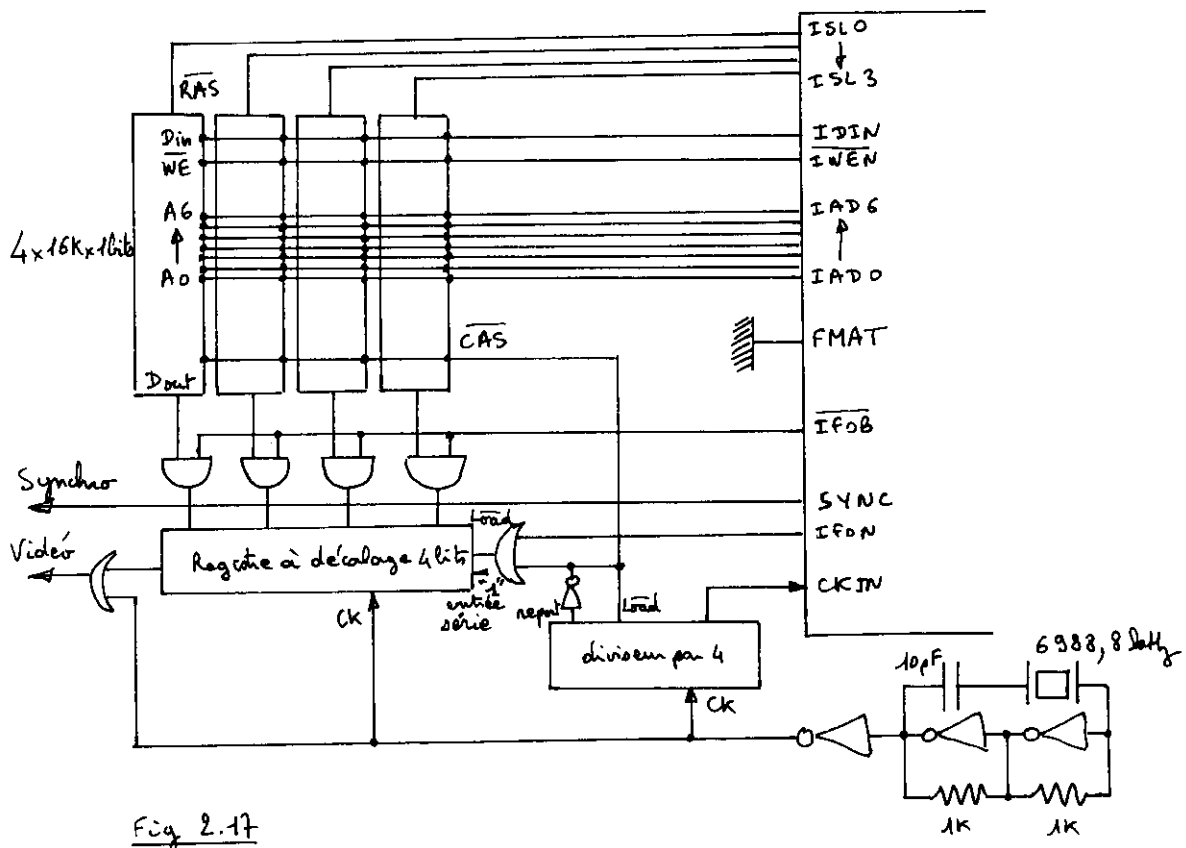 ISL0
ISL3
RAS
Din
IDIN
WE
IWEN
A6
IAD6
4x16Kx1bits
A0
IAD0
CAS
FMAT
Dout
IFOB
Synchro
SYNC
Load
IFON
Vidéo
Registre à décalage 4 bits
"1"
entrée
série
report
Load
CKIN
CK
diviseur par 4
10pF
6988,8 KHz
CK
1K
1K
Fig 2.17